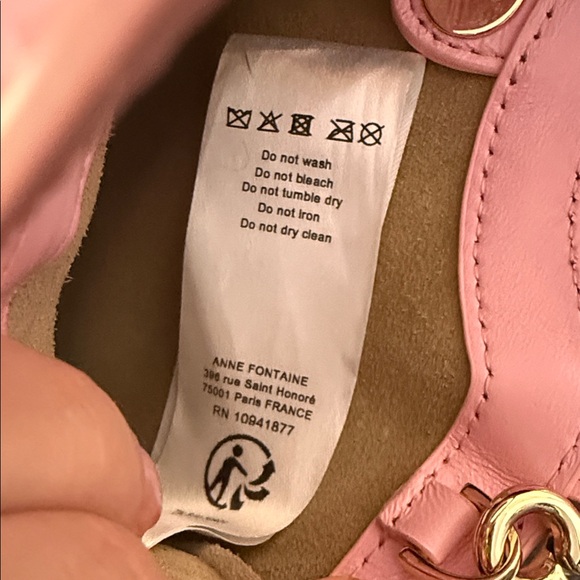 Do not wash
Do not bleach
Do not tumble dry
Do not iron
Do not dry clean
ANNE FONTAINE
396 rue Saint Honoré
75001 Paris FRANCE
RN 10941877